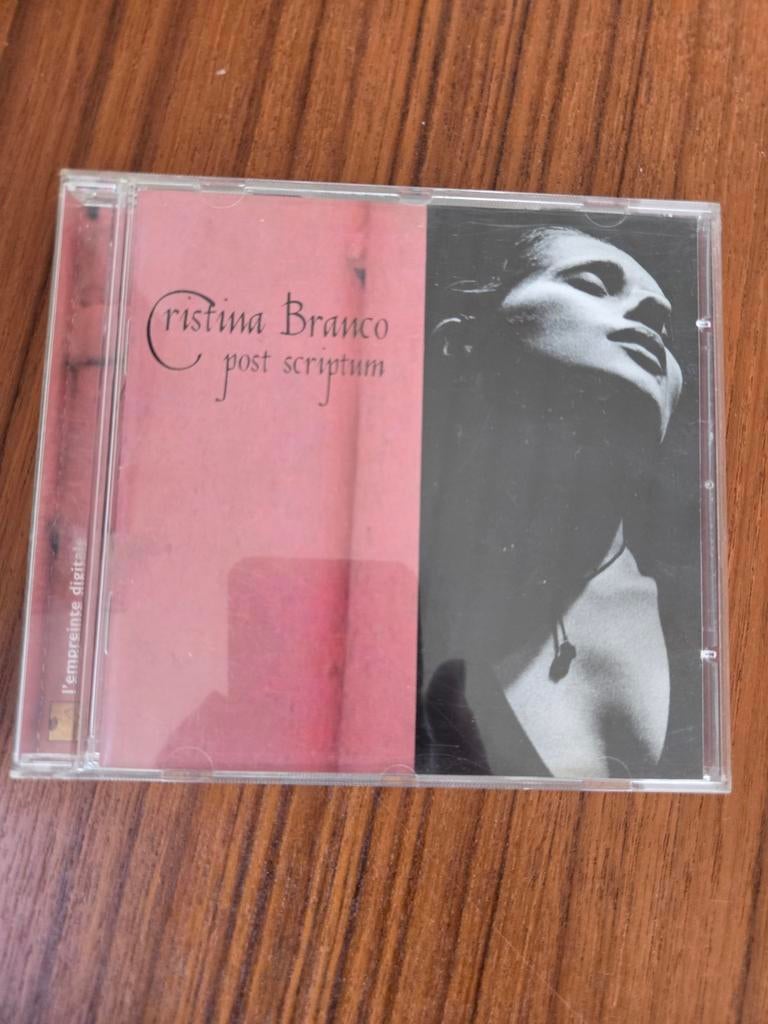 Cristina Branco
post scriptum
l'empreinte digitale